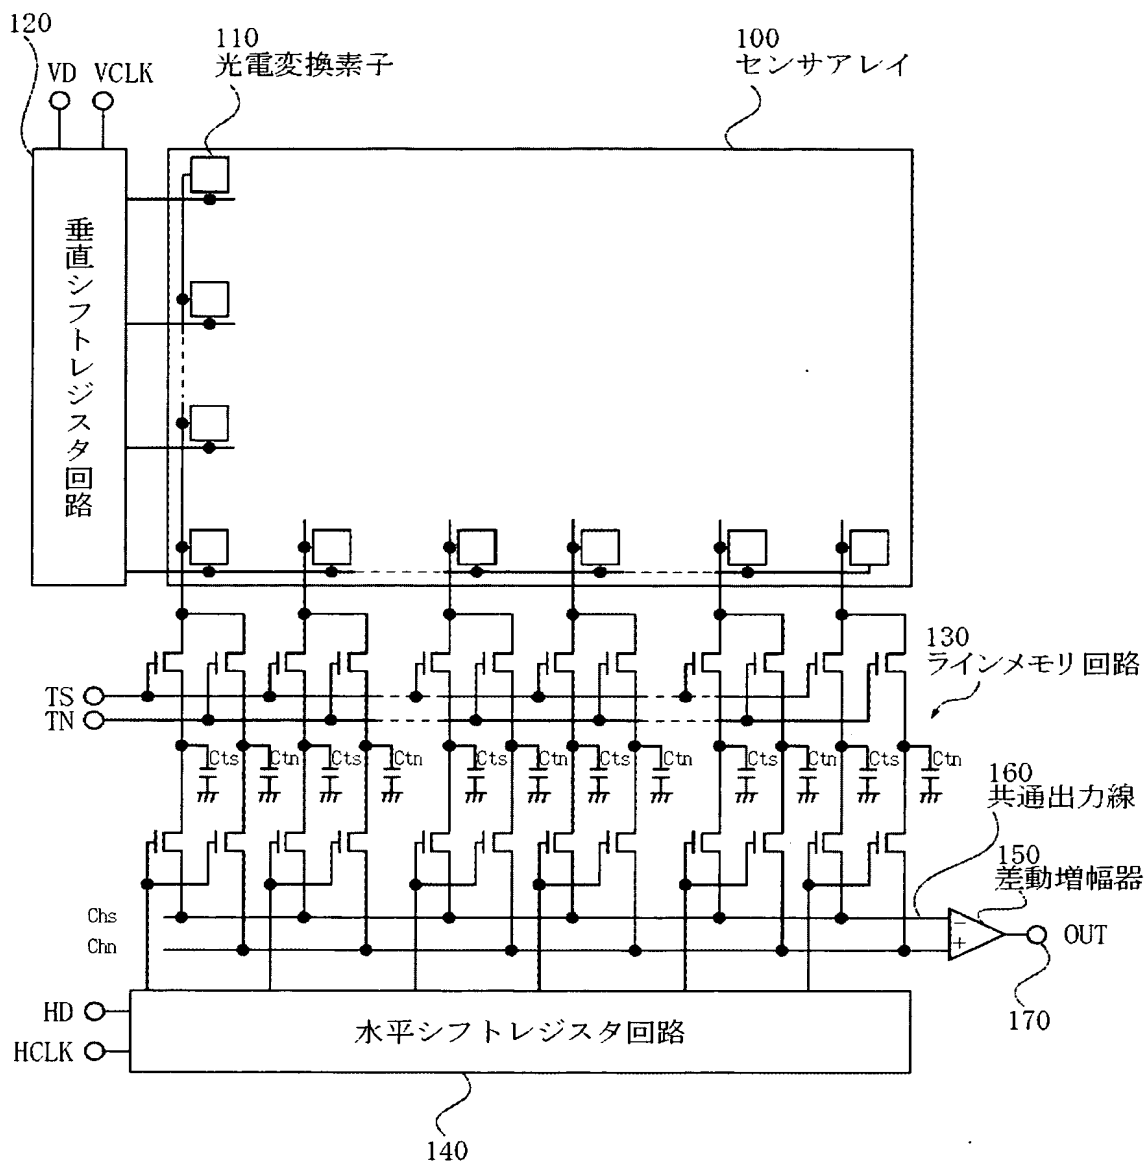 120
110
光電変換素子
100
センサアレイ
VD VCLK
垂直シフトレジスタ回路
130
ラインメモリ回路
TS
TN
Cts Ctn Cts Ctn Cts Ctn Cts Ctn Cts Ctn Cts Ctn
160
共通出力線
150
差動増幅器
Chs
Chn
−
+
OUT
170
HD
HCLK
水平シフトレジスタ回路
140